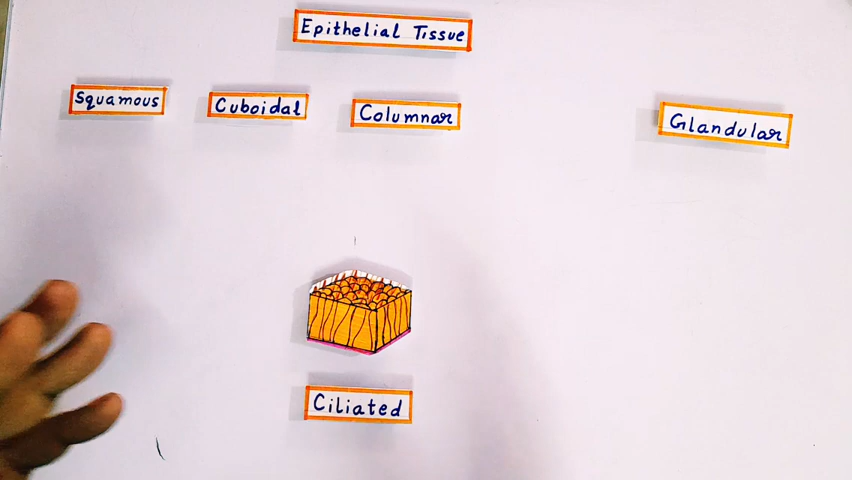 Epithelial Tissue
Squamous
Cuboidal
Columnar
Glandular
Ciliated